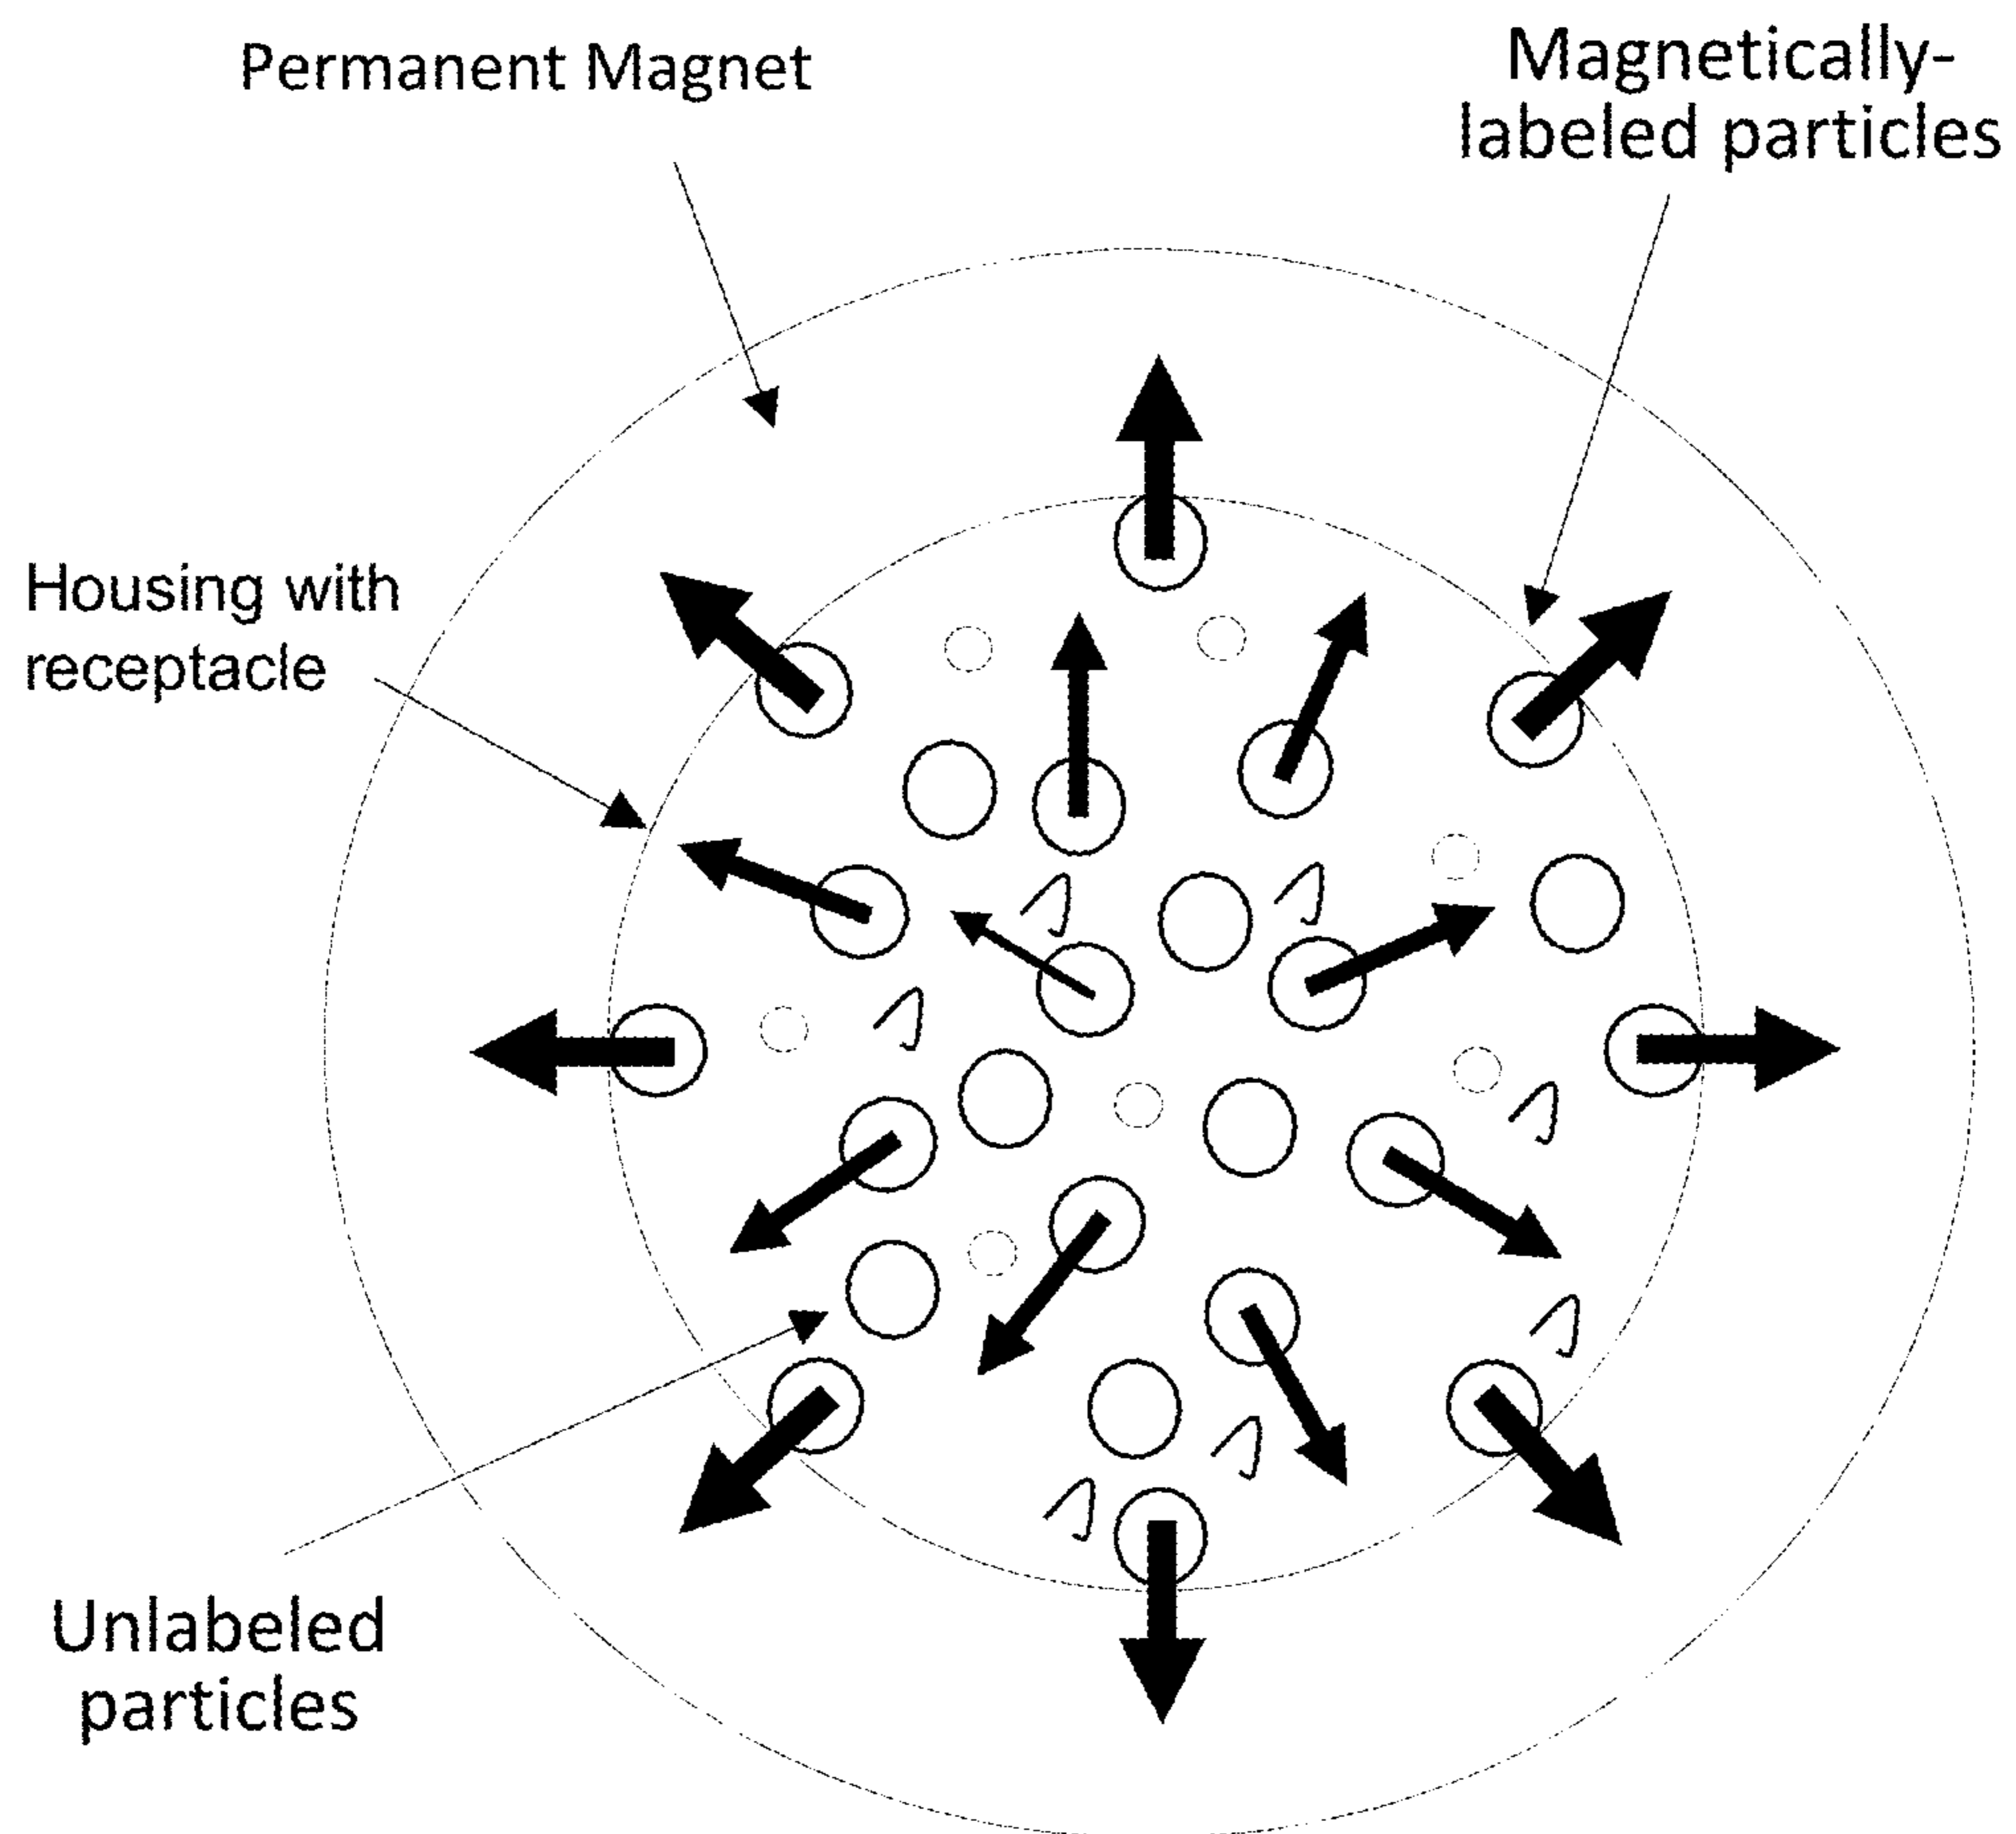 Permanent Magnet
Magnetically-
labeled particles
Housing with
receptacle
Unlabeled
particles